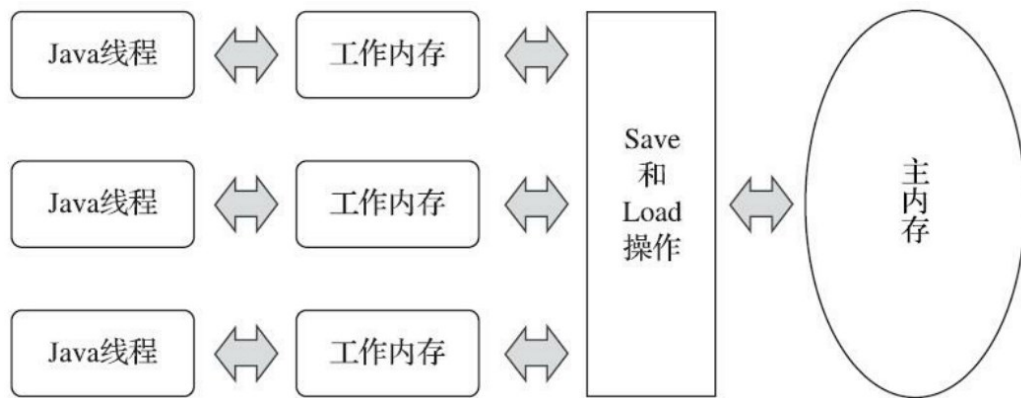 Java线程
工作内存
Java线程
工作内存
Java线程
工作内存
Save
和
Load
操作
主
内
存